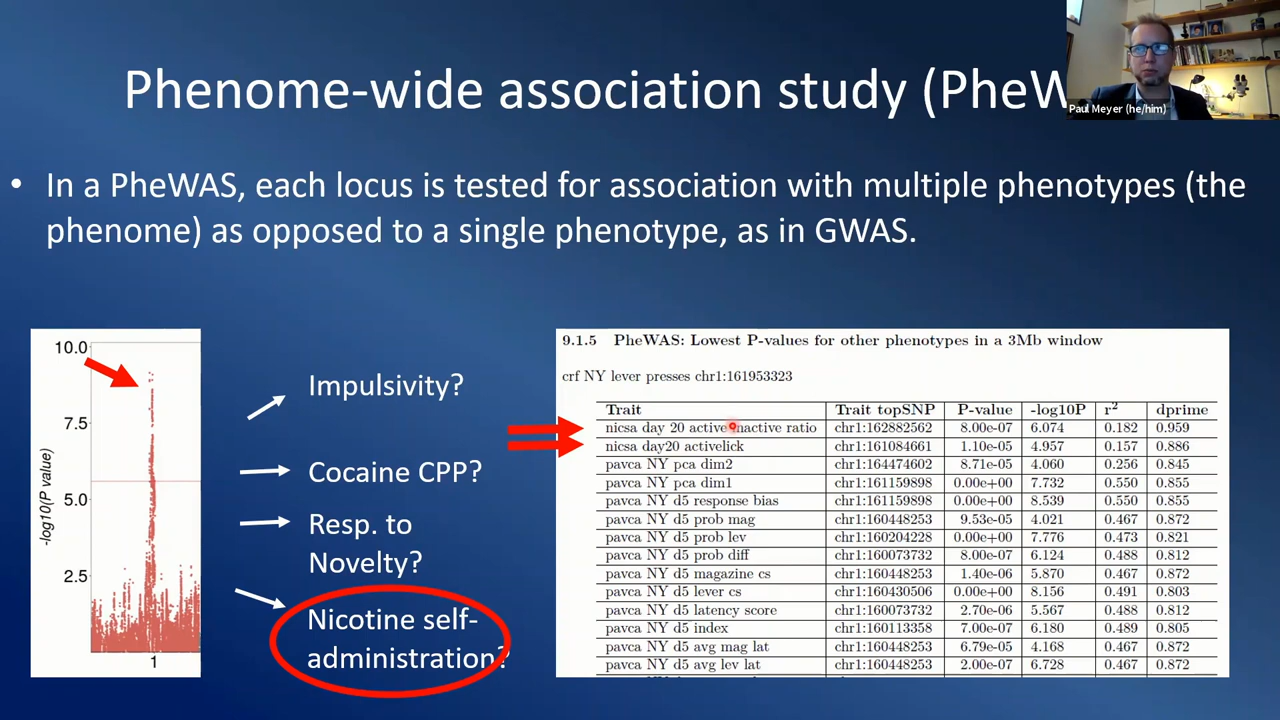 Phenome-wide association study (PheW
Paul Meyer (he/him)
• In a PheWAS, each locus is tested for association with multiple phenotypes (the
phenome) as opposed to a single phenotype, as in GWAS.
10.0
7.5
5.0
2.5
-log10(P value)
1
Impulsivity?
Cocaine CPP?
Resp. to
Novelty?
Nicotine self-
administration?
9.1.5 PheWAS: Lowest P-values for other phenotypes in a 3Mb window
crf NY lever presses chr1:161953323
Trait Trait topSNP P-value -log10P r² dprime
nicsa day 20 active inactive ratio chr1:162882562 8.00e-07 6.074 0.182 0.959
nicsa day20 activelick chr1:161084661 1.10e-05 4.957 0.157 0.886
pavca NY pca dim2 chr1:164474602 8.71e-05 4.060 0.256 0.845
pavca NY pca dim1 chr1:161159898 0.00e+00 7.732 0.550 0.855
pavca NY d5 response bias chr1:161159898 0.00e+00 8.539 0.550 0.855
pavca NY d5 prob mag chr1:160448253 9.53e-05 4.021 0.467 0.872
pavca NY d5 prob lev chr1:160204228 0.00e+00 7.776 0.473 0.821
pavca NY d5 prob diff chr1:160073732 8.00e-07 6.124 0.488 0.812
pavca NY d5 magazine cs chr1:160448253 1.40e-06 5.870 0.467 0.872
pavca NY d5 lever cs chr1:160430506 0.00e+00 8.156 0.491 0.803
pavca NY d5 latency score chr1:160073732 2.70e-06 5.567 0.488 0.812
pavca NY d5 index chr1:160113358 7.00e-07 6.180 0.489 0.805
pavca NY d5 avg mag lat chr1:160448253 6.79e-05 4.168 0.467 0.872
pavca NY d5 avg lev lat chr1:160448253 2.00e-07 6.728 0.467 0.872